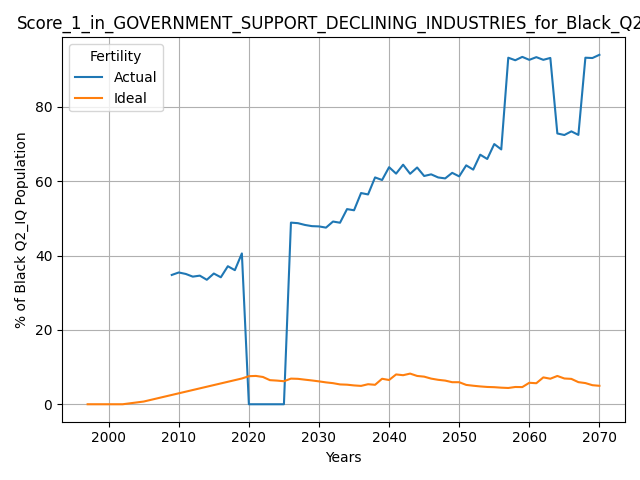 Score_1_in_GOVERNMENT_SUPPORT_DECLINING_INDUSTRIES_for_Black_Q2
Fertility
Actual
Ideal
% of Black Q2_IQ Population
80
60
40
20
0
2000 2010 2020 2030 2040 2050 2060 2070
Years